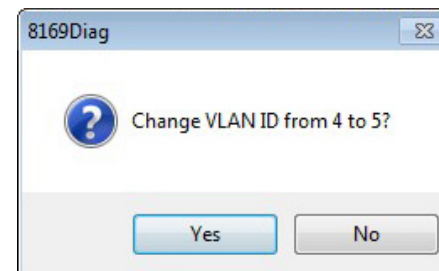 8169Diag
Change VLAN ID from 4 to 5?
Yes
No